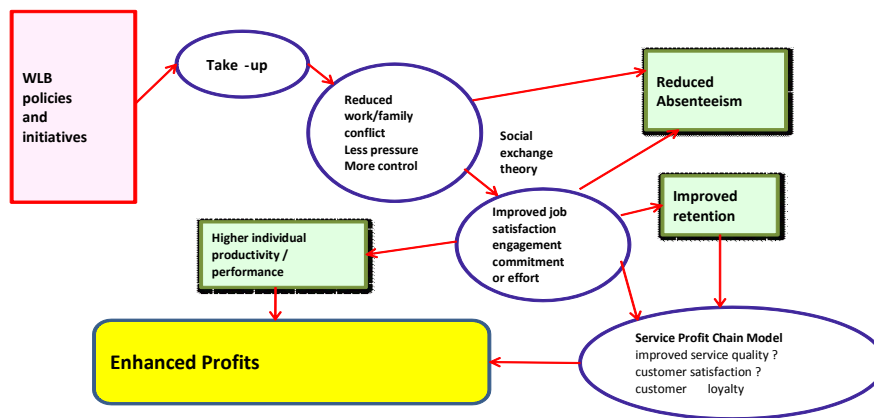 WLB
policies
and
initiatives
Take -up
Reduced
work/family
conflict
Less pressure
More control
Social
exchange
theory
Reduced
Absenteeism
Improved
retention
Improved job
satisfaction
engagement
commitment
or effort
Higher individual
productivity /
performance
Enhanced Profits
Service Profit Chain Model
improved service quality ?
customer satisfaction ?
customer loyalty